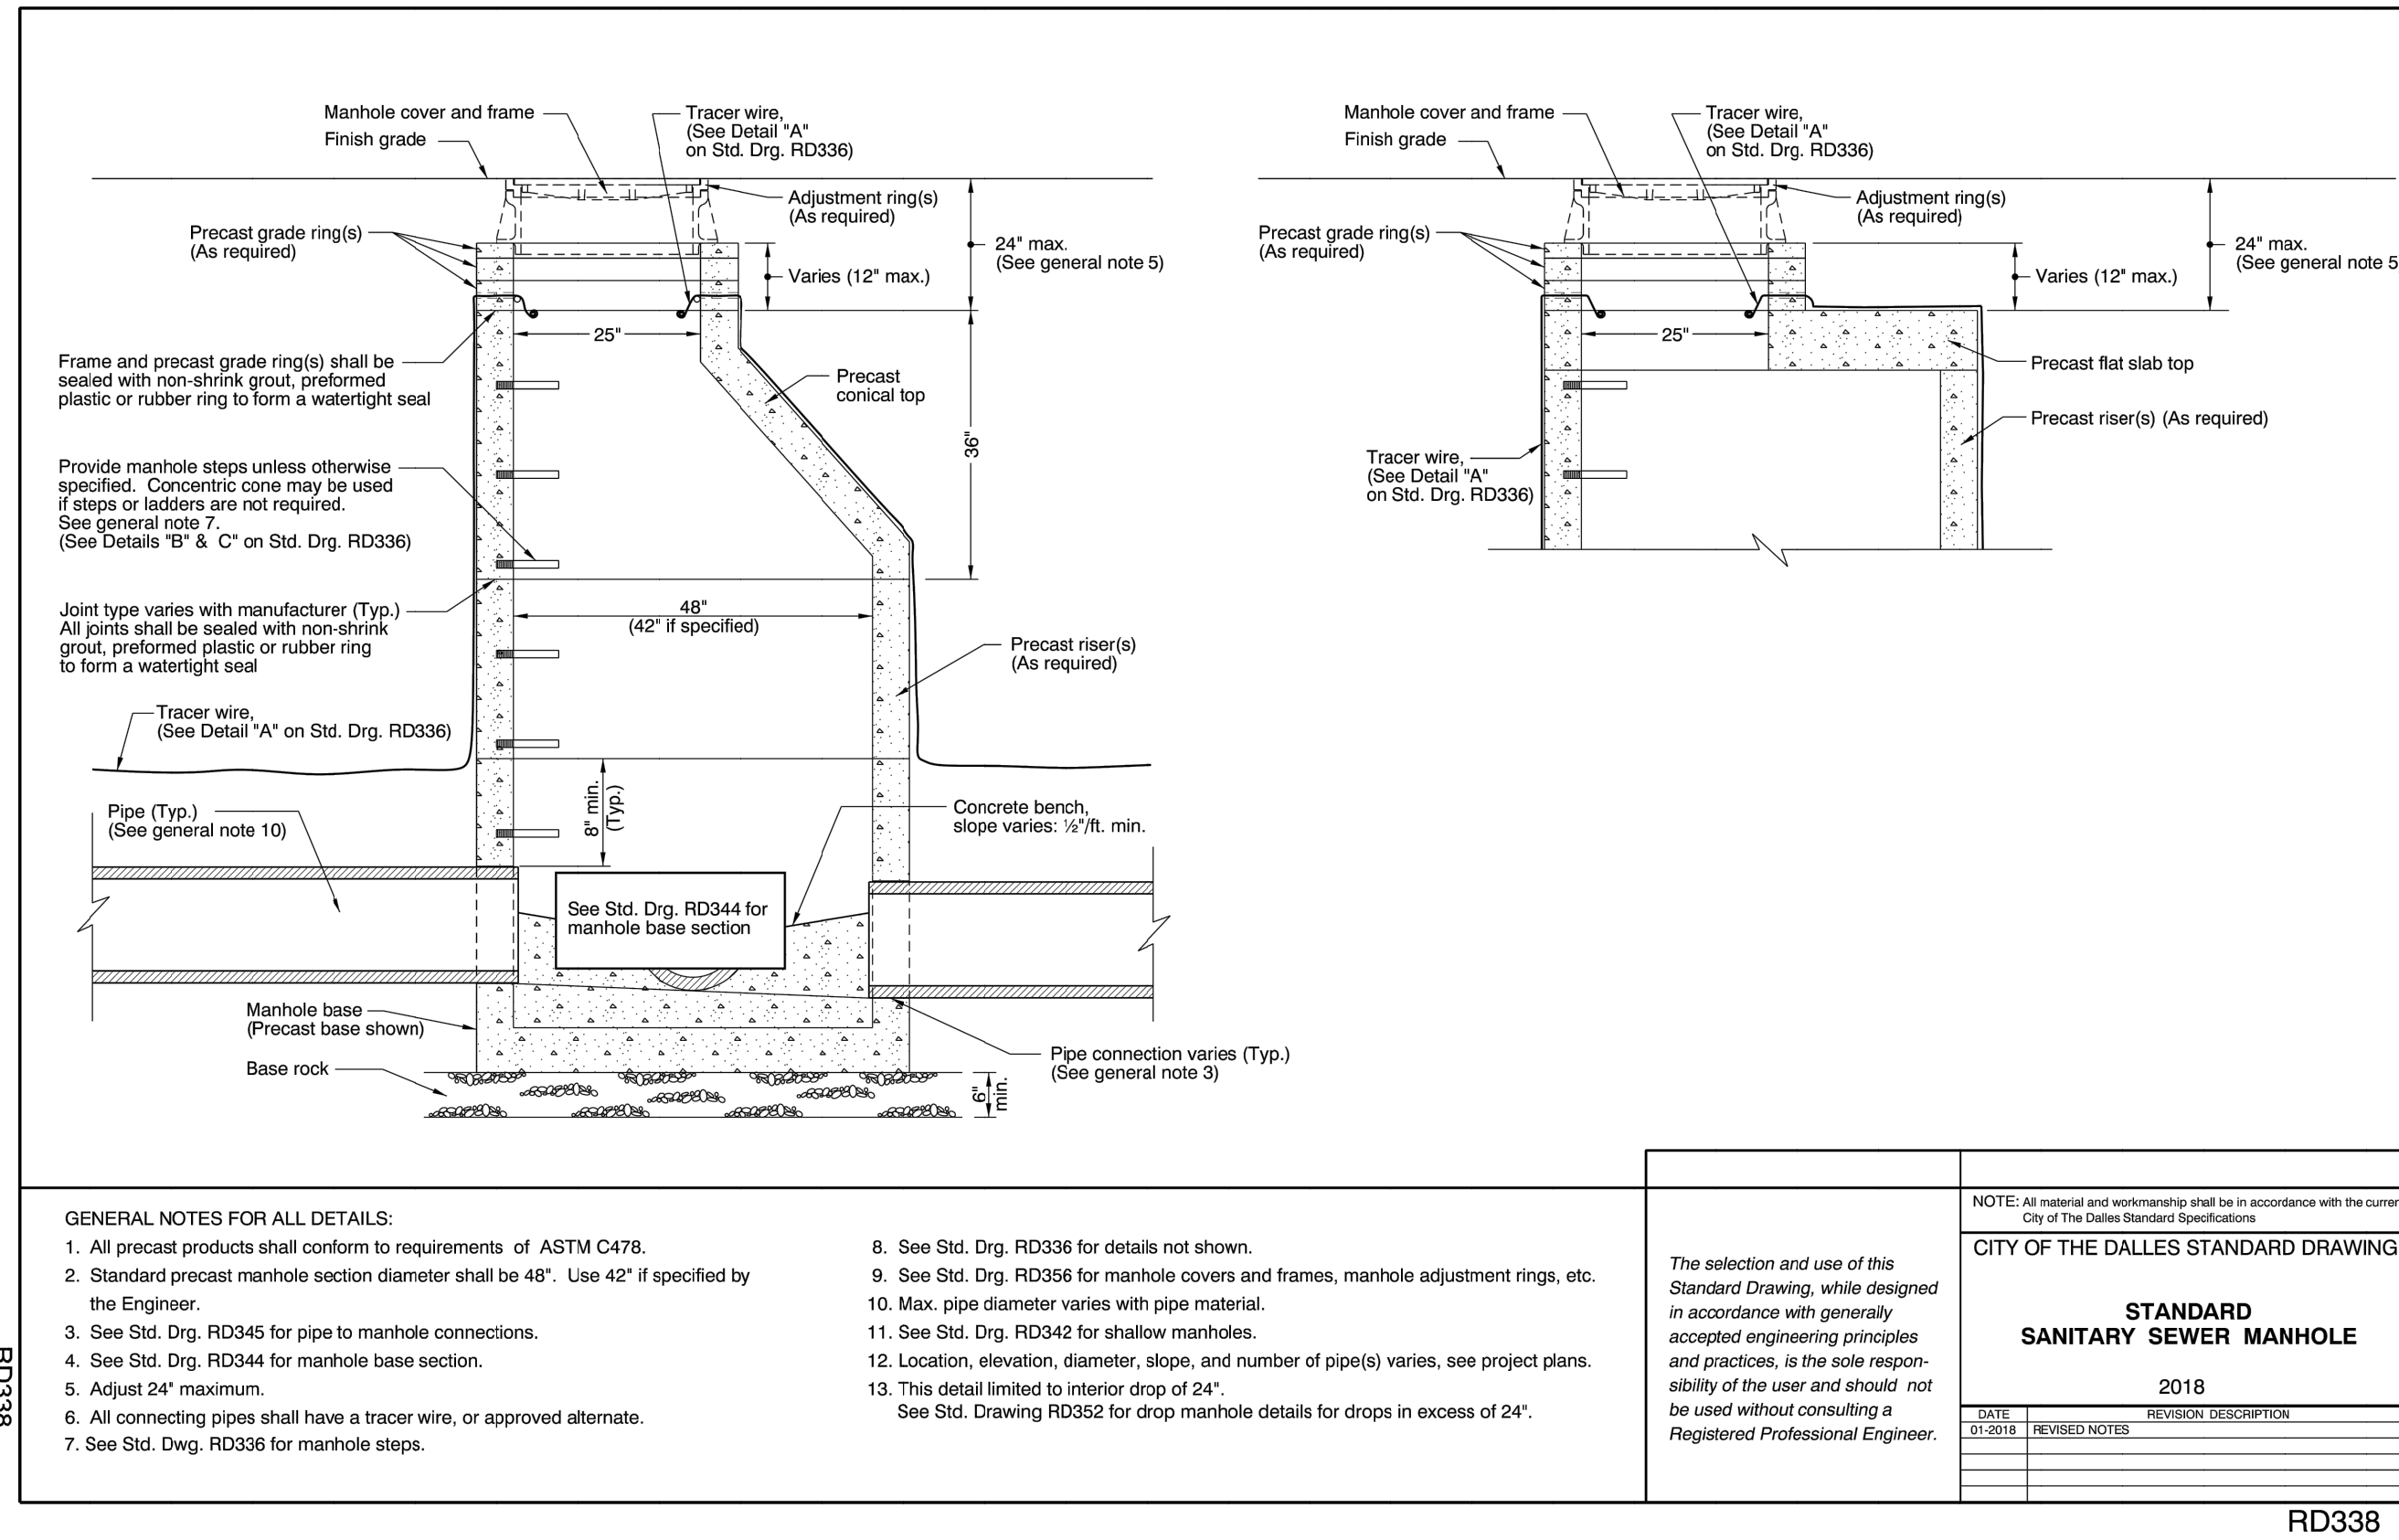 Manhole cover and frame
Finish grade
Tracer wire,
(See Detail "A"
on Std. Drg. RD336)
Adjustment ring(s)
(As required)
Precast grade ring(s)
(As required)
24" max.
(See general note 5)
Varies (12" max.)
25"
Frame and precast grade ring(s) shall be
sealed with non-shrink grout, preformed
plastic or rubber ring to form a watertight seal
Precast
conical top
36"
Provide manhole steps unless otherwise
specified. Concentric cone may be used
if steps or ladders are not required.
See general note 7.
(See Details "B" & C" on Std. Drg. RD336)
Joint type varies with manufacturer (Typ.)
All joints shall be sealed with non-shrink
grout, preformed plastic or rubber ring
to form a watertight seal
48"
(42" if specified)
Precast riser(s)
(As required)
Tracer wire,
(See Detail "A" on Std. Drg. RD336)
8" min.
(Typ.)
Pipe (Typ.)
(See general note 10)
Concrete bench,
slope varies: ½"/ft. min.
See Std. Drg. RD344 for
manhole base section
Manhole base
(Precast base shown)
Base rock
Pipe connection varies (Typ.)
(See general note 3)
6"
min.
Manhole cover and frame
Finish grade
Tracer wire,
(See Detail "A"
on Std. Drg. RD336)
Adjustment ring(s)
(As required)
Precast grade ring(s)
(As required)
24" max.
(See general note 5
Varies (12" max.)
25"
Precast flat slab top
Precast riser(s) (As required)
Tracer wire,
(See Detail "A"
on Std. Drg. RD336)
GENERAL NOTES FOR ALL DETAILS:
1. All precast products shall conform to requirements of ASTM C478.
2. Standard precast manhole section diameter shall be 48". Use 42" if specified by
the Engineer.
3. See Std. Drg. RD345 for pipe to manhole connections.
4. See Std. Drg. RD344 for manhole base section.
5. Adjust 24" maximum.
6. All connecting pipes shall have a tracer wire, or approved alternate.
7. See Std. Dwg. RD336 for manhole steps.
8. See Std. Drg. RD336 for details not shown.
9. See Std. Drg. RD356 for manhole covers and frames, manhole adjustment rings, etc.
10. Max. pipe diameter varies with pipe material.
11. See Std. Drg. RD342 for shallow manholes.
12. Location, elevation, diameter, slope, and number of pipe(s) varies, see project plans.
13. This detail limited to interior drop of 24".
See Std. Drawing RD352 for drop manhole details for drops in excess of 24".
The selection and use of this
Standard Drawing, while designed
in accordance with generally
accepted engineering principles
and practices, is the sole respon-
sibility of the user and should not
be used without consulting a
Registered Professional Engineer.
NOTE: All material and workmanship shall be in accordance with the curren
City of The Dalles Standard Specifications
CITY OF THE DALLES STANDARD DRAWING
STANDARD
SANITARY SEWER MANHOLE
2018
DATE REVISION DESCRIPTION
01-2018 REVISED NOTES
RD338
RD338